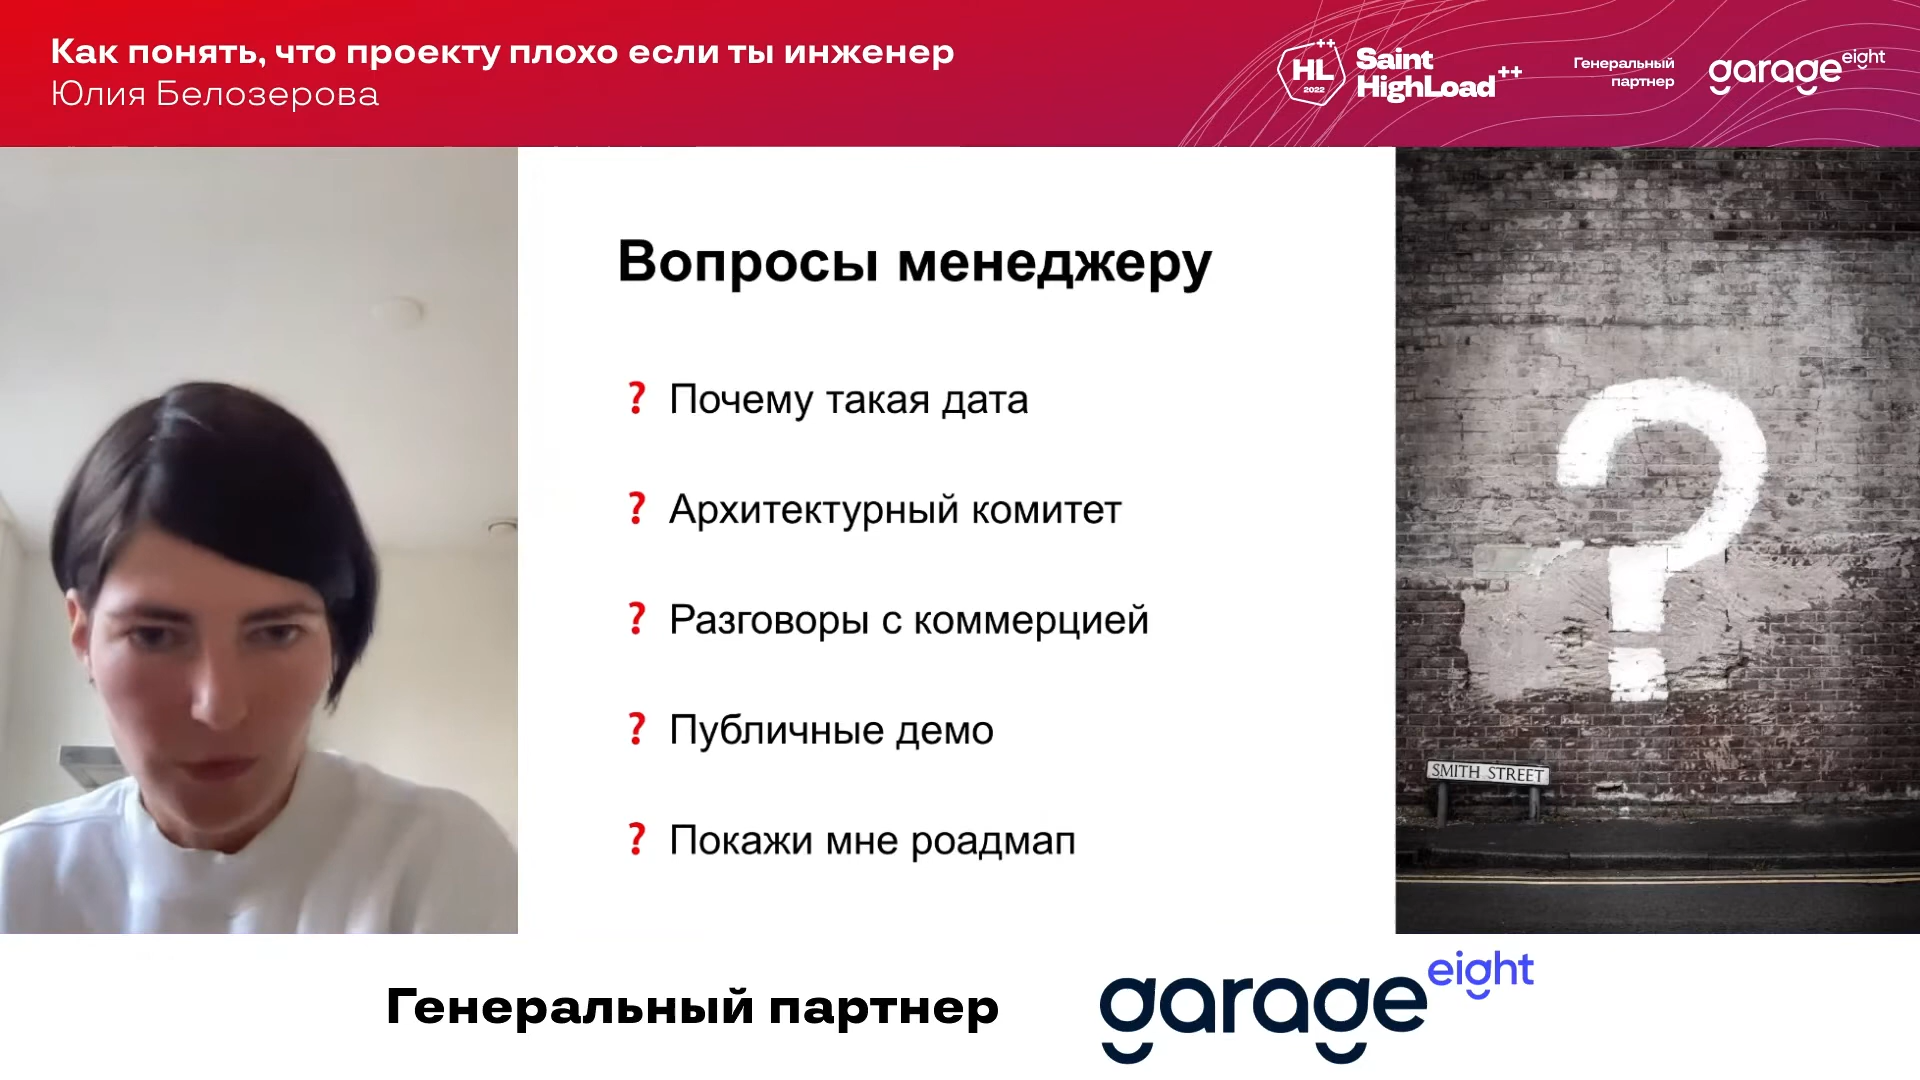 Как понять, что проекту плохо если ты инженер
Юлия Белозерова
HL++
2022
Saint
HighLoad++
Генеральный
партнер
garage eight
Вопросы менеджеру
? Почему такая дата
? Архитектурный комитет
? Разговоры с коммерцией
? Публичные демо
? Покажи мне роадмап
?
SMITH STREET
Генеральный партнер
garage eight